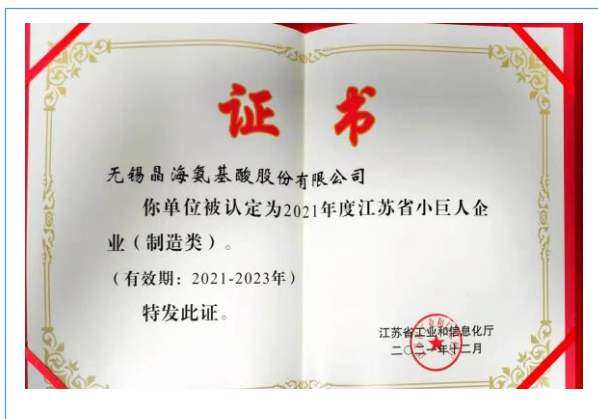 证书
无锡晶海氨基酸股份有限公司
你单位被认定为2021年度江苏省小巨人企
业（制造类）。
（有效期：2021-2023年）
特发此证。
江苏省工业和信息化厅
二〇二一年十二月